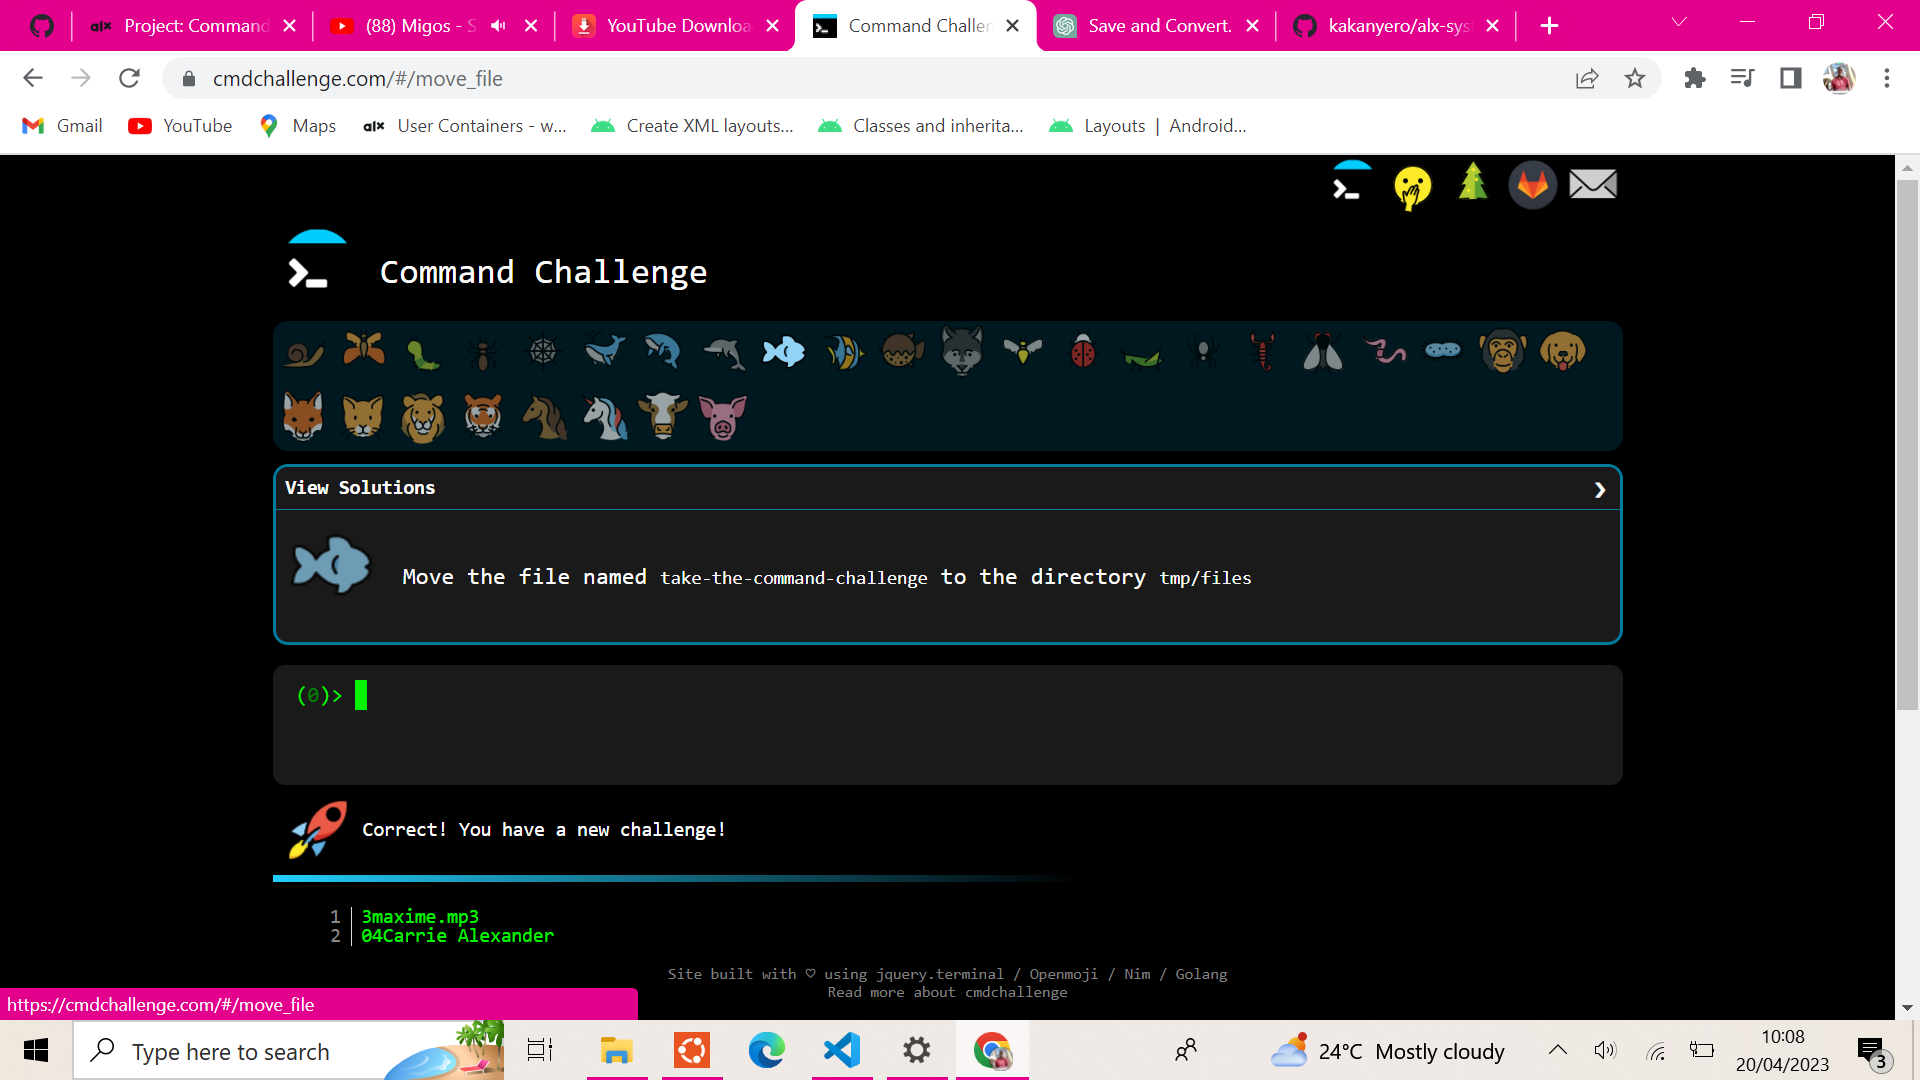 alx Project: Command
(88) Migos - S
YouTube Downloa
Command Challen
Save and Convert.
kakanyero/alx-sys
cmdchallenge.com/#/move_file
Gmail
YouTube
Maps
alx User Containers - w...
Create XML layouts...
Classes and inherita...
Layouts | Android...
Command Challenge
View Solutions
Move the file named take-the-command-challenge to the directory tmp/files
(0)>
Correct! You have a new challenge!
1 3maxime.mp3
2 04Carrie Alexander
Site built with ♡ using jquery.terminal / Openmoji / Nim / Golang
Read more about cmdchallenge
https://cmdchallenge.com/#/move_file
Type here to search
24°C Mostly cloudy
10:08
20/04/2023
3